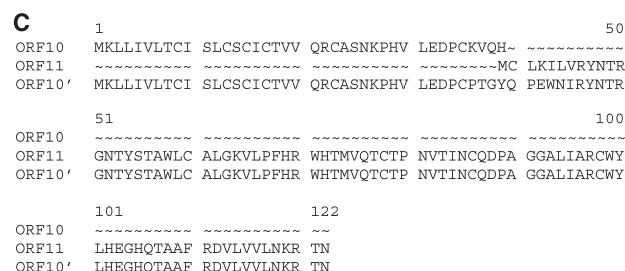 C
1 50
ORF10 MKLLIVLTCI SLCSCICTVV QRCASNKPHV LEDPCKVQH~ ~~~~~~~~~~
ORF11 ~~~~~~~~~~ ~~~~~~~~~~ ~~~~~~~~~~ ~~~~~~~~MC LKILVRYNTR
ORF10' MKLLIVLTCI SLCSCICTVV QRCASNKPHV LEDPCPTGYQ PEWNIRYNTR
51 100
ORF10 ~~~~~~~~~~ ~~~~~~~~~~ ~~~~~~~~~~ ~~~~~~~~~~ ~~~~~~~~~~
ORF11 GNTYSTAWLC ALGKVLPFHR WHTMVQTCTP NVTINCQDPA GGALIARCWY
ORF10' GNTYSTAWLC ALGKVLPFHR WHTMVQTCTP NVTINCQDPA GGALIARCWY
101 122
ORF10 ~~~~~~~~~~ ~~~~~~~~~~ ~~
ORF11 LHEGHQTAAF RDVLVVLNKR TN
ORF10' LHEGHQTAAF RDVLVVLNKR TN